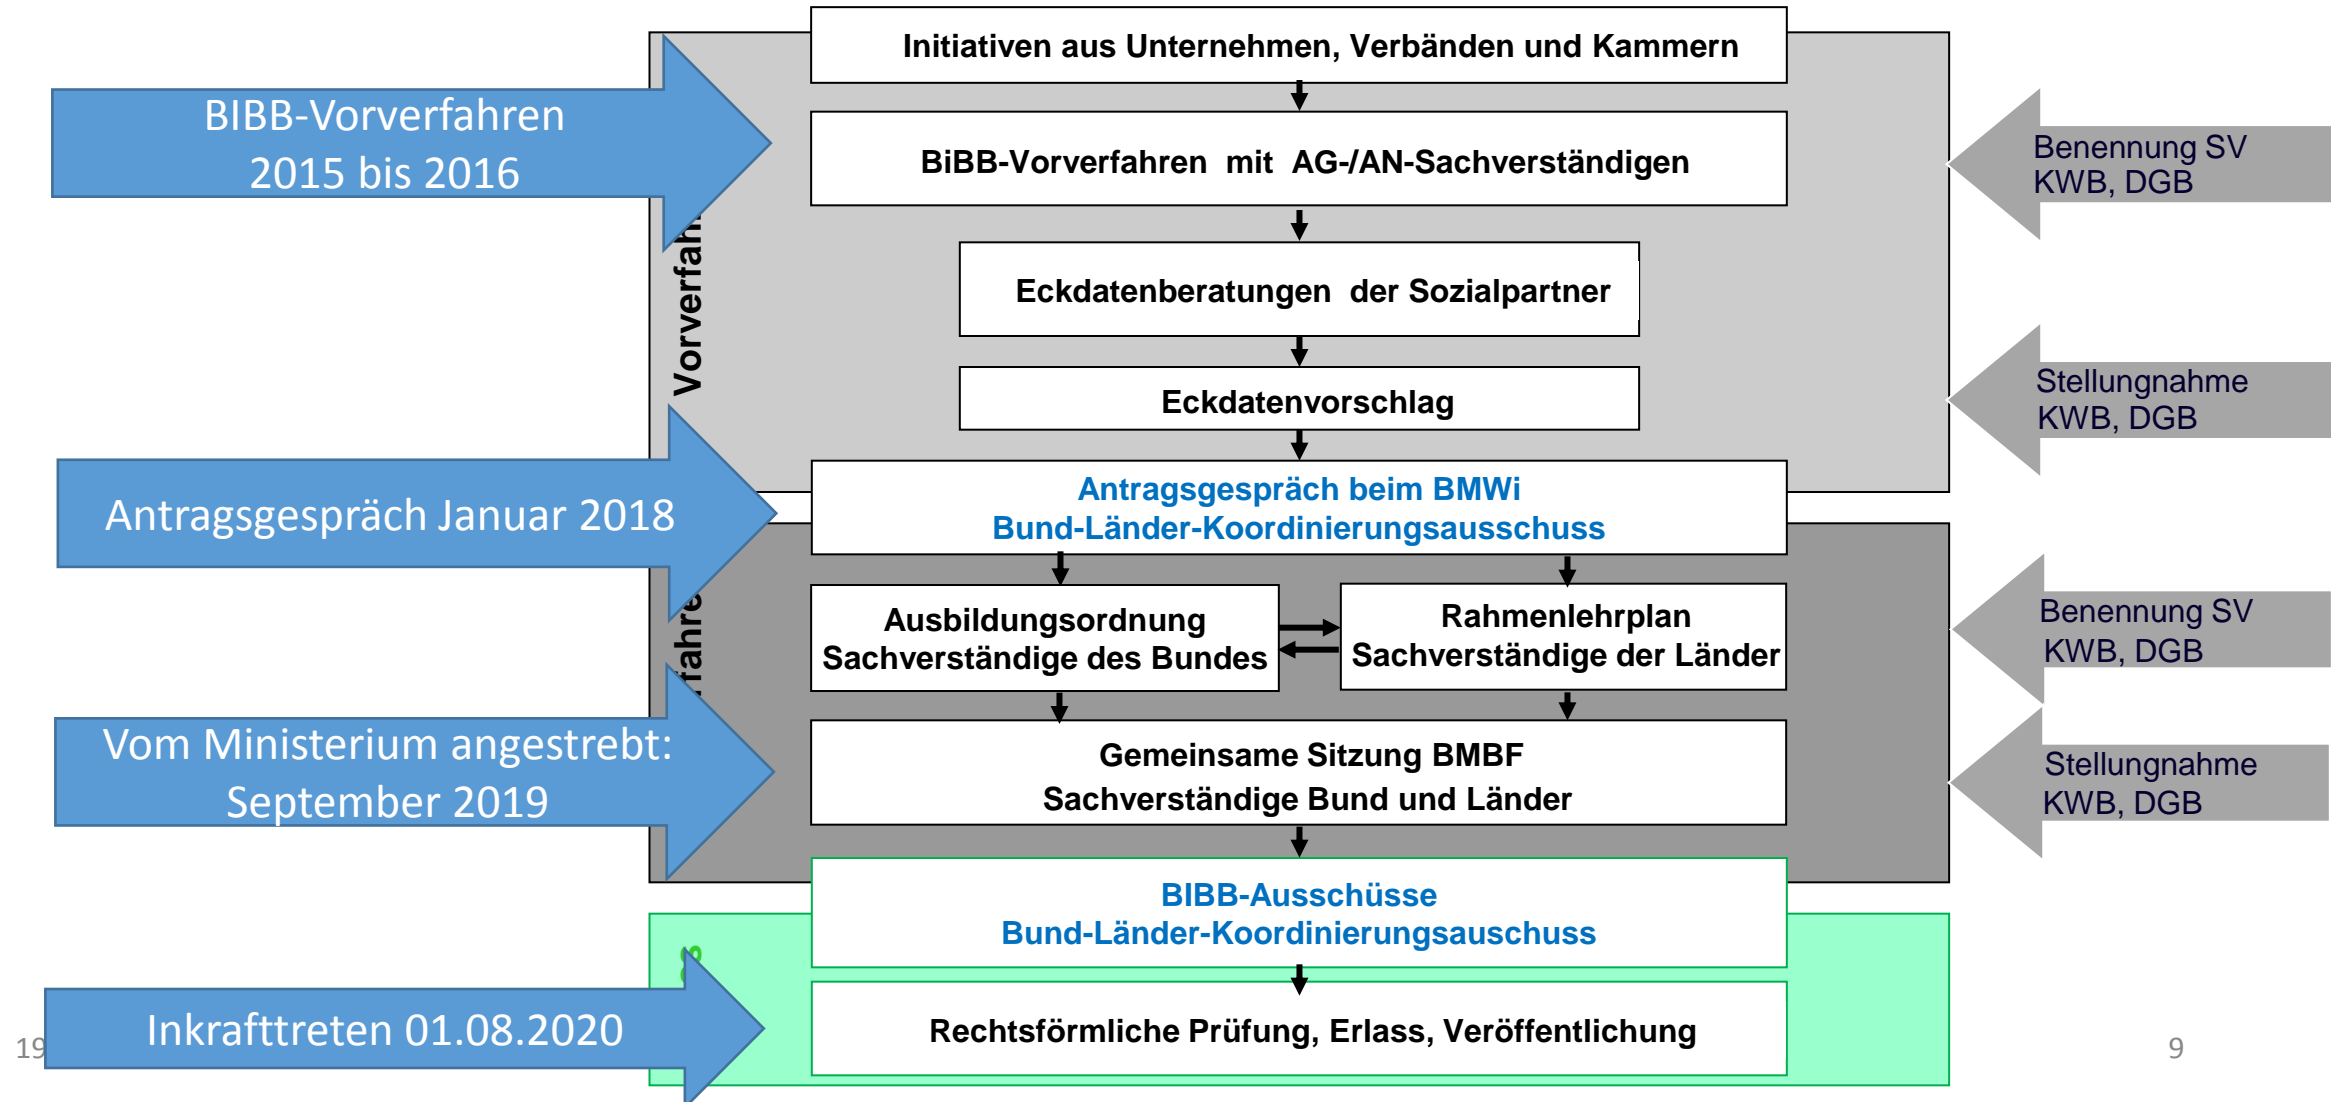 Initiativen aus Unternehmen, Verbänden und Kammern
BIBB-Vorverfahren
2015 bis 2016
BiBB-Vorverfahren mit AG-/AN-Sachverständigen
Benennung SV
KWB, DGB
Eckdatenberatungen der Sozialpartner
Vorverfah
Eckdatenvorschlag
Stellungnahme
KWB, DGB
Antragsgespräch Januar 2018
Antragsgespräch beim BMWi
Bund-Länder-Koordinierungsausschuss
Ausbildungsordnung
Sachverständige des Bundes
Rahmenlehrplan
Sachverständige der Länder
Benennung SV
KWB, DGB
rfahre
Vom Ministerium angestrebt:
September 2019
Gemeinsame Sitzung BMBF
Sachverständige Bund und Länder
Stellungnahme
KWB, DGB
BIBB-Ausschüsse
Bund-Länder-Koordinierungsauschuss
Inkrafttreten 01.08.2020
Rechtsförmliche Prüfung, Erlass, Veröffentlichung
19
9